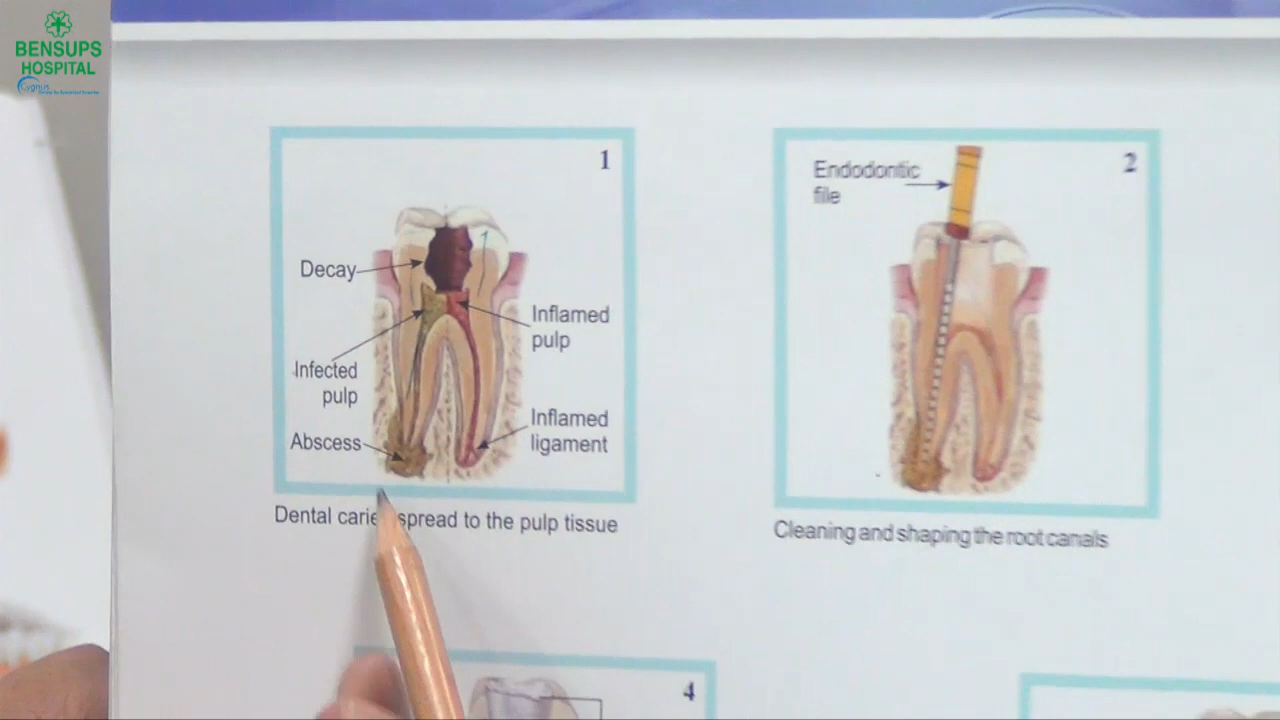 BENSUPS
HOSPITAL
Cygnus
1
Decay
Inflamed
pulp
Infected
pulp
Inflamed
ligament
Abscess
Dental carie spread to the pulp tissue
2
Endodontic
file
Cleaning and shaping the root canals
4